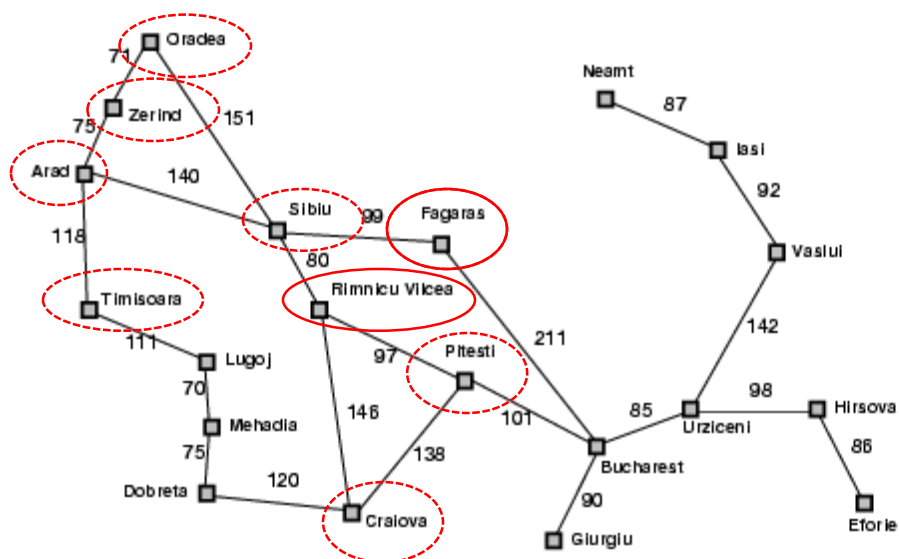 Oradea
71
Neamt
87
Zerind
151
75
Iasi
Arad
140
92
Sibiu
99
Fagaras
118
80
Vaslui
Timisoara
Rimnicu Vilcea
142
111
97
Pitesti
211
Lugoj
70
98
146
101
85
Hirsova
Mehadia
Urziceni
75
138
86
Bucharest
Dobreta
120
90
Craiova
Eforie
Giurgiu